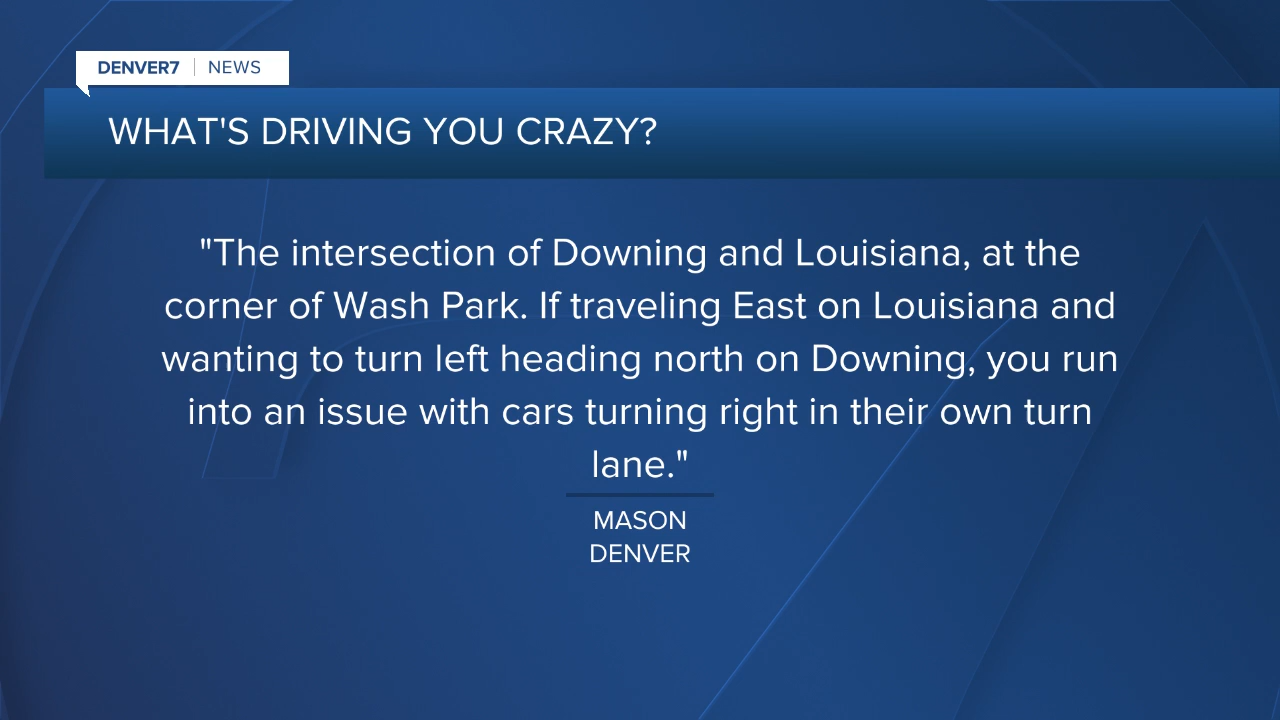 DENVER7 | NEWS
WHAT'S DRIVING YOU CRAZY?
"The intersection of Downing and Louisiana, at the
corner of Wash Park. If traveling East on Louisiana and
wanting to turn left heading north on Downing, you run
into an issue with cars turning right in their own turn
lane."
MASON
DENVER